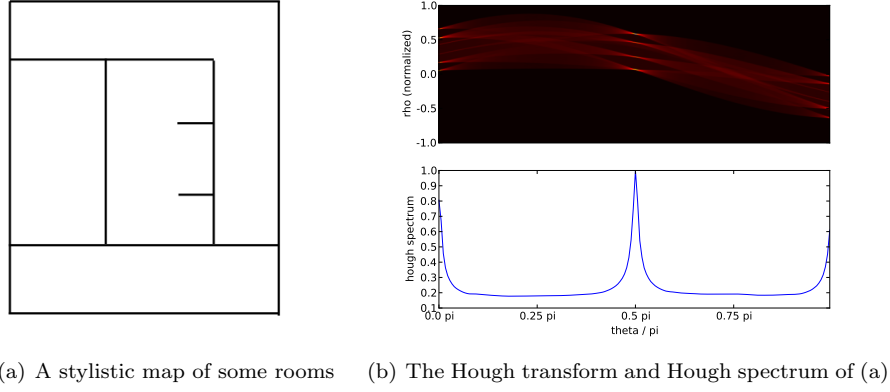 1.0
0.5
0.0
-0.5
-1.0
rho (normalized)
1.0
0.9
0.8
0.7
0.6
0.5
0.4
0.3
0.2
0.1
hough spectrum
0.0 pi 0.25 pi 0.5 pi 0.75 pi
theta / pi
a) A stylistic map of some rooms
(b) The Hough transform and Hough spectrum of (a)